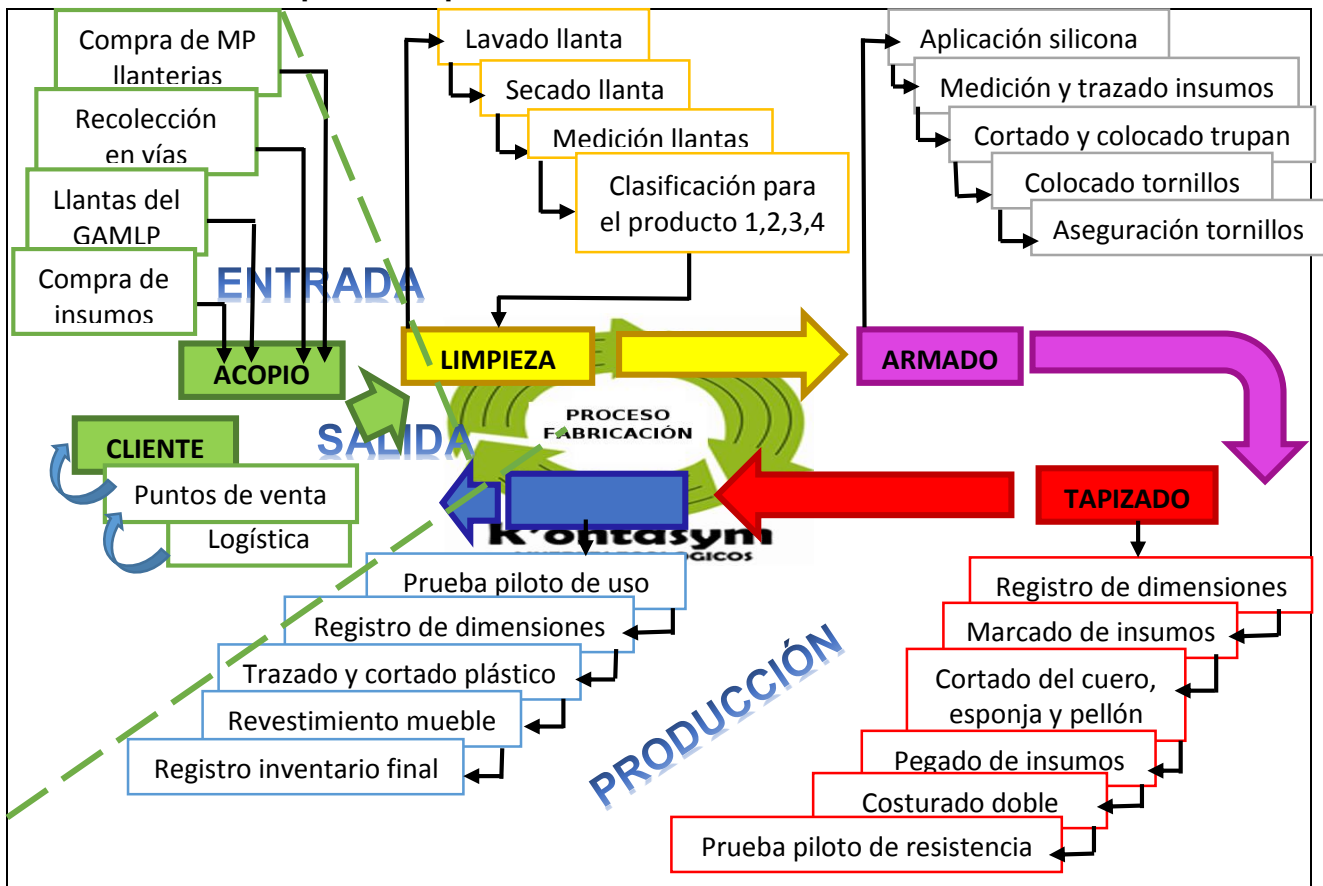 Compra de MP
llanterias
Recolección
en vías
Llantas del
GAMLP
Compra de
insumos
ENTRADA
ACOPIO
Lavado llanta
Secado llanta
Medición llantas
Clasificación para
el producto 1,2,3,4
LIMPIEZA
Aplicación silicona
Medición y trazado insumos
Cortado y colocado trupan
Colocado tornillos
Aseguración tornillos
ARMADO
PROCESO
FABRICACIÓN
SALIDA
CLIENTE
Puntos de venta
Logística
TAPIZADO
K'ontasym
Prueba piloto de uso
Registro de dimensiones
Trazado y cortado plástico
Revestimiento mueble
Registro inventario final
PRODUCCIÓN
Registro de dimensiones
Marcado de insumos
Cortado del cuero,
esponja y pellón
Pegado de insumos
Costurado doble
Prueba piloto de resistencia